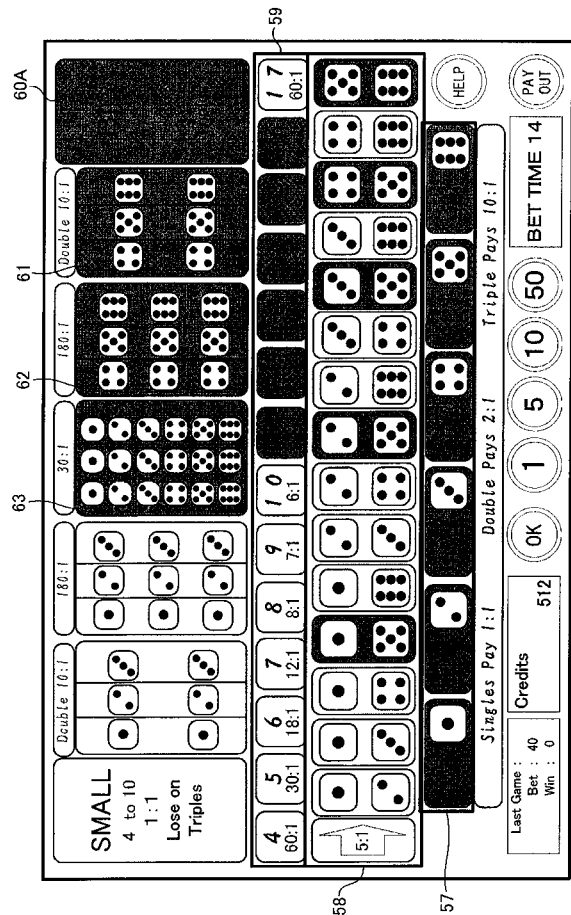 63
62
61
60A
59
SMALL
4 to 10
1:1
Lose on
Triples
Double 10:1
180:1
30:1
180:1
Double 10:1
4
60:1
5
30:1
6
18:1
7
12:1
8
8:1
9
7:1
10
6:1
17
60:1
5:1
58
57
HELP
Singles Pay 1:1
Double Pays 2:1
Triple Pays 10:1
Last Game :
Bet : 40
Win : 0
Credits
512
OK
1
5
10
50
BET TIME 14
PAY
OUT